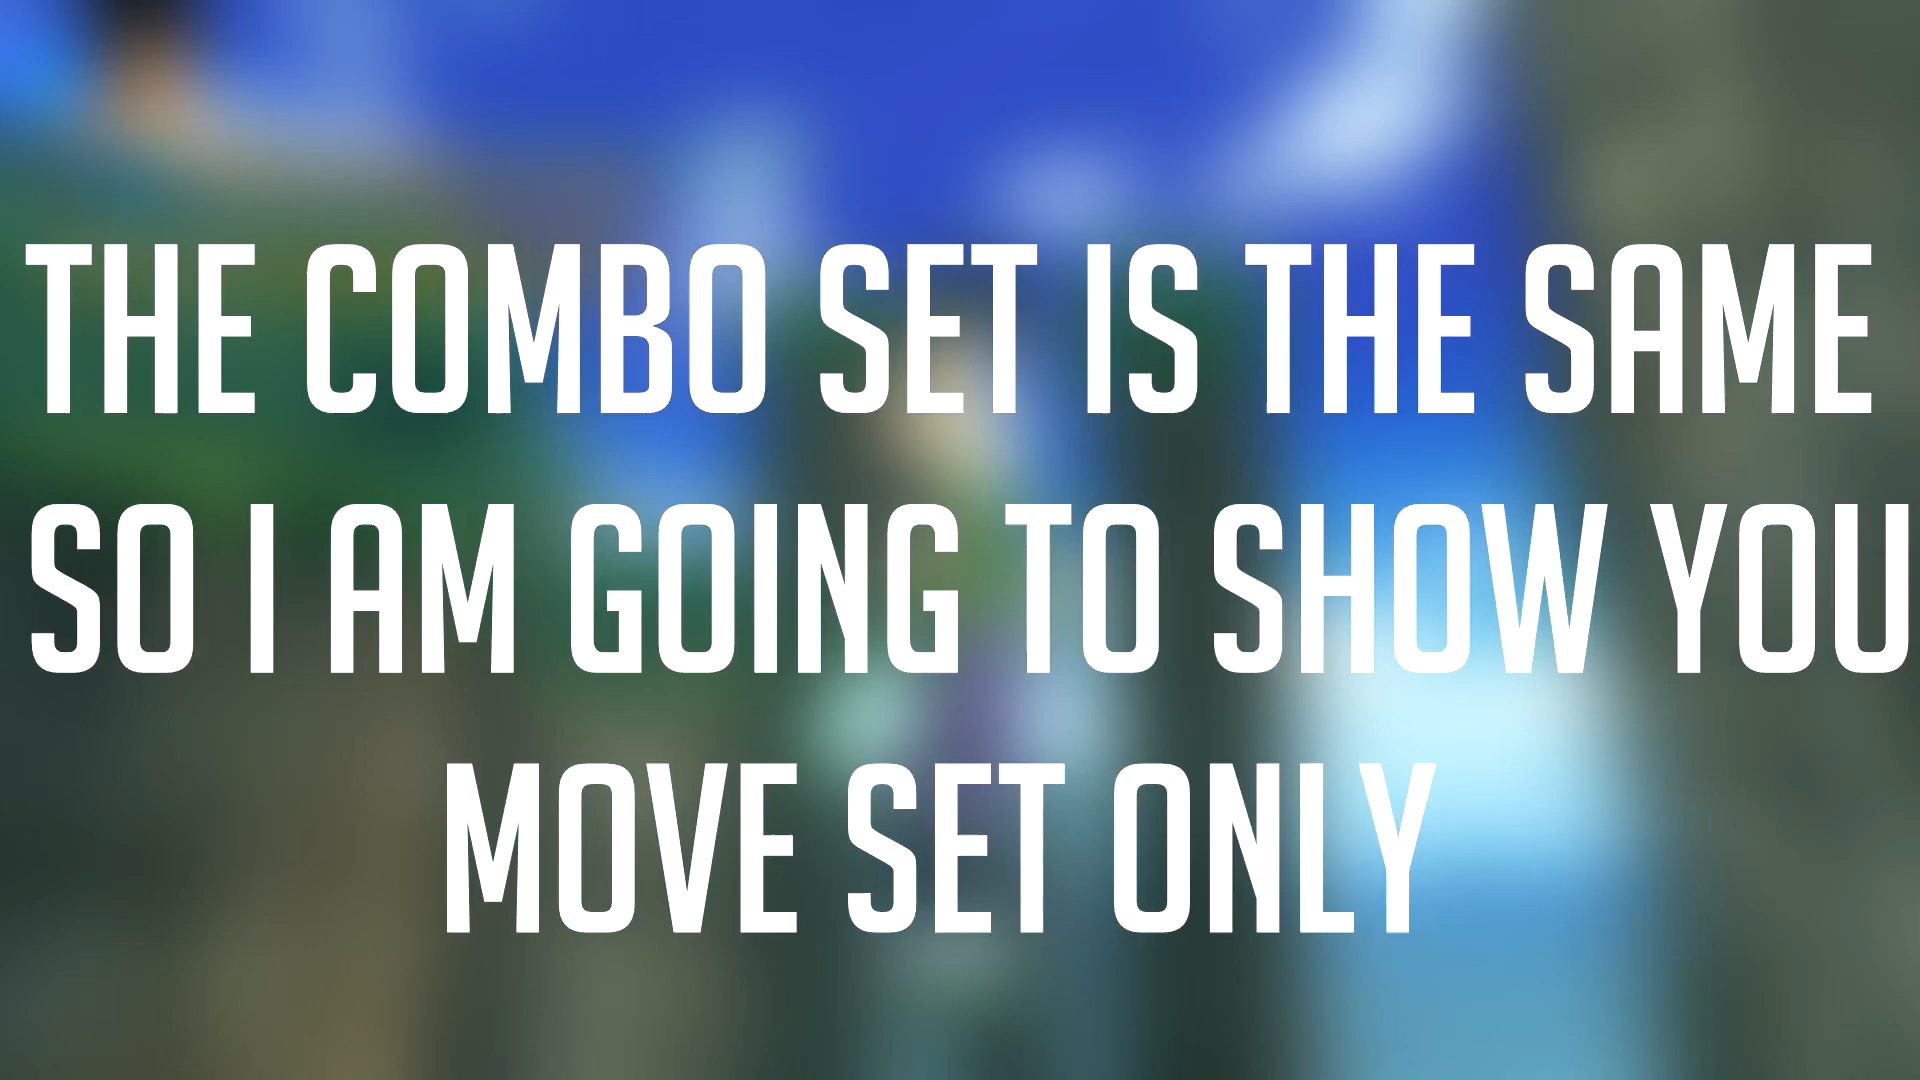 THE COMBO SET IS THE SAME
SO I AM GOING TO SHOW YOU
MOVE SET ONLY